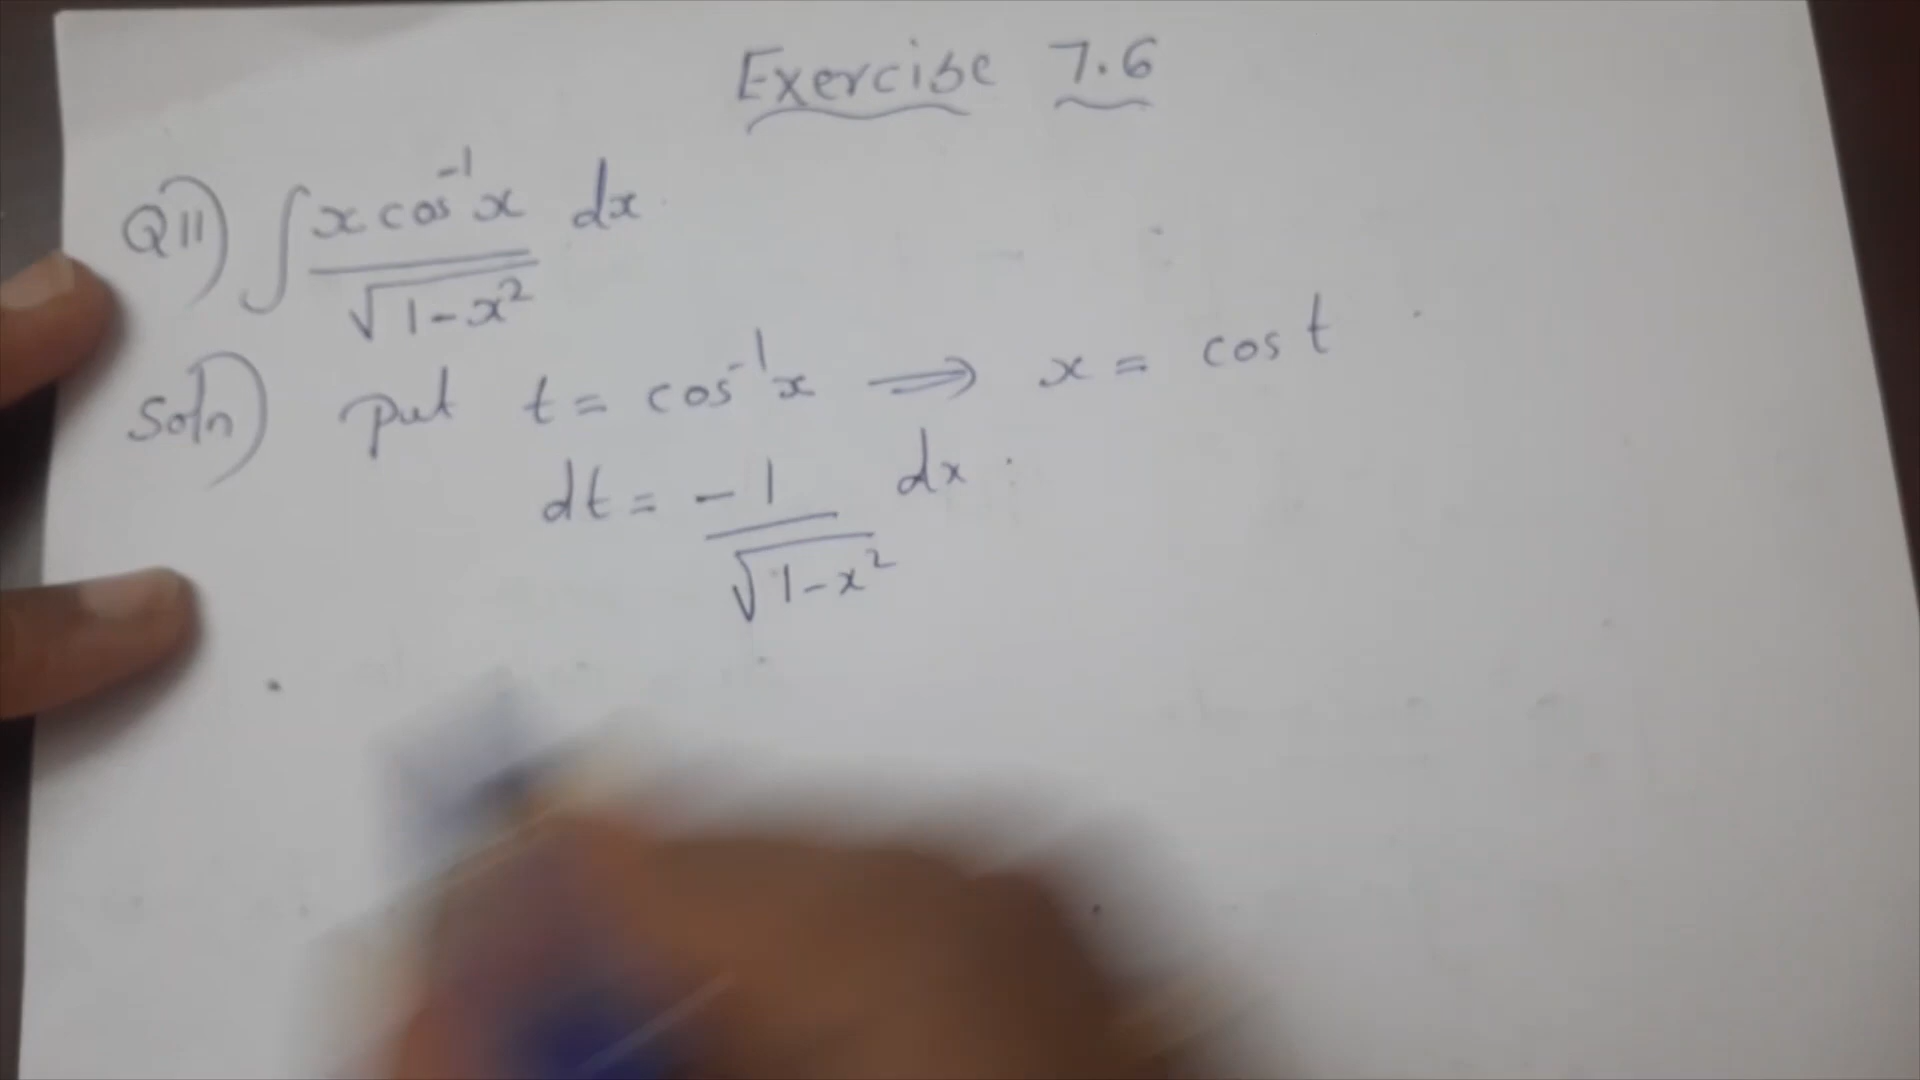 Exercise 7.6
Q11) ∫ x cos⁻¹x / √(1-x²) dx
Soln) put t = cos⁻¹x ⟹ x = cos t
dt = -1 / √(1-x²) dx